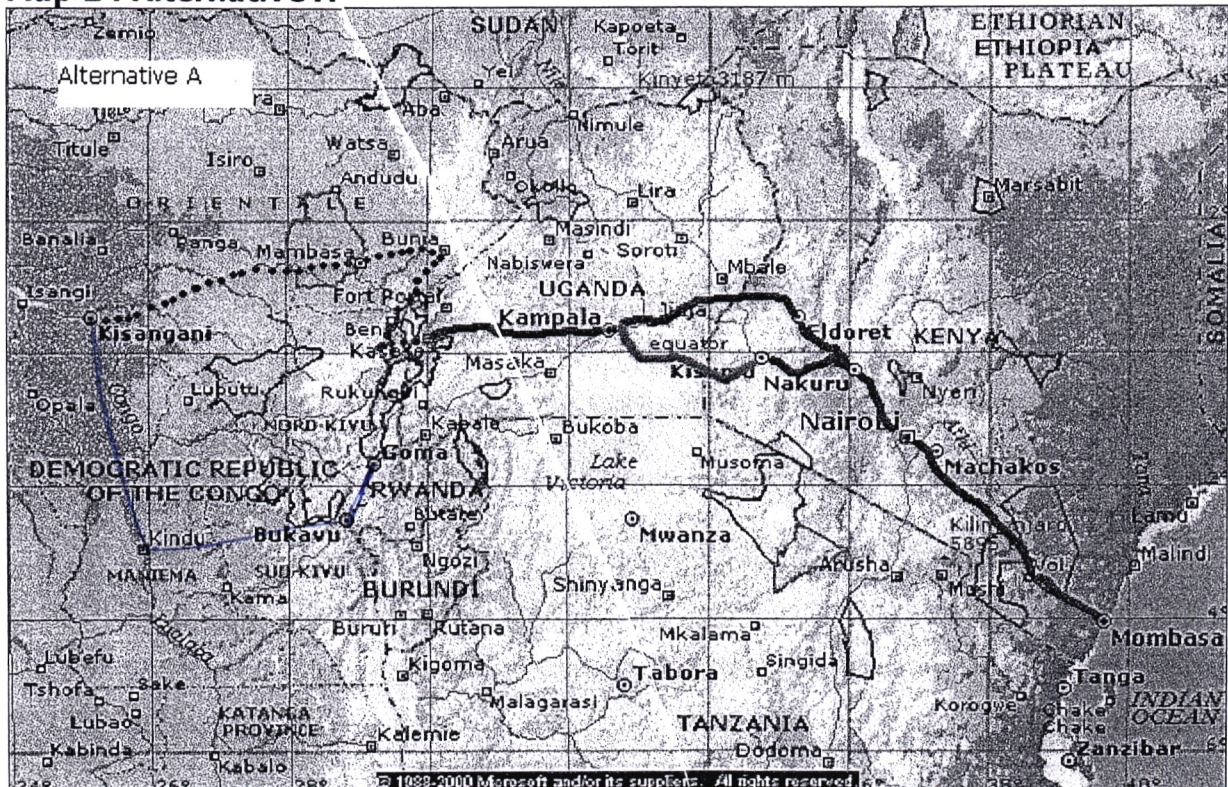 SUDAN
Kapoeta
ETHIOPIAN
Zemio
Torit
ETHIOPIA
PLATEAU
Alternative A
Yei
Nile
Kinyeti 3187 m
Aba
Nimule
Titule
Watsa
Arua
Isiro
Andudu
Lira
Marsabit
ORIENTALE
SOMALIA
Banalia
Panga
Mambasa
Bunia
Masindi
Soroti
Nabiswera
Mbale
Isangi
Fort Portal
UGANDA
Kisangani
Kampala
Jinja
Eldoret
KENYA
equator
Masaka
Nakuru
Nyeri
Opala
Congo
Lubutu
NORD-KIVU
Kabale
Bukoba
Nairobi
Goma
Lake
Victoria
Musoma
Machakos
Tana
DEMOCRATIC REPUBLIC
OF THE CONGO
RWANDA
Butare
Lamu
Kindu
Bukavu
Mwanza
Malindi
Ngozi
MANIEMA
SUD-KIVU
Arusha
Moshi
Voi
Kama
BURUNDI
Shinyanga
Bururi
Rutana
Mkalama
Mombasa
Lubefu
Kigoma
Tabora
Singida
Tanga
Tshofa
Sake
Malagarasi
Korogwe
Chake
Chake
INDIAN
OCEAN
Lubao
KATANGA
PROVINCE
TANZANIA
Kabinda
Kalemie
Dodoma
Zanzibar
Kabalo
© 1988-2000 Microsoft and/or its suppliers. All rights reserved.